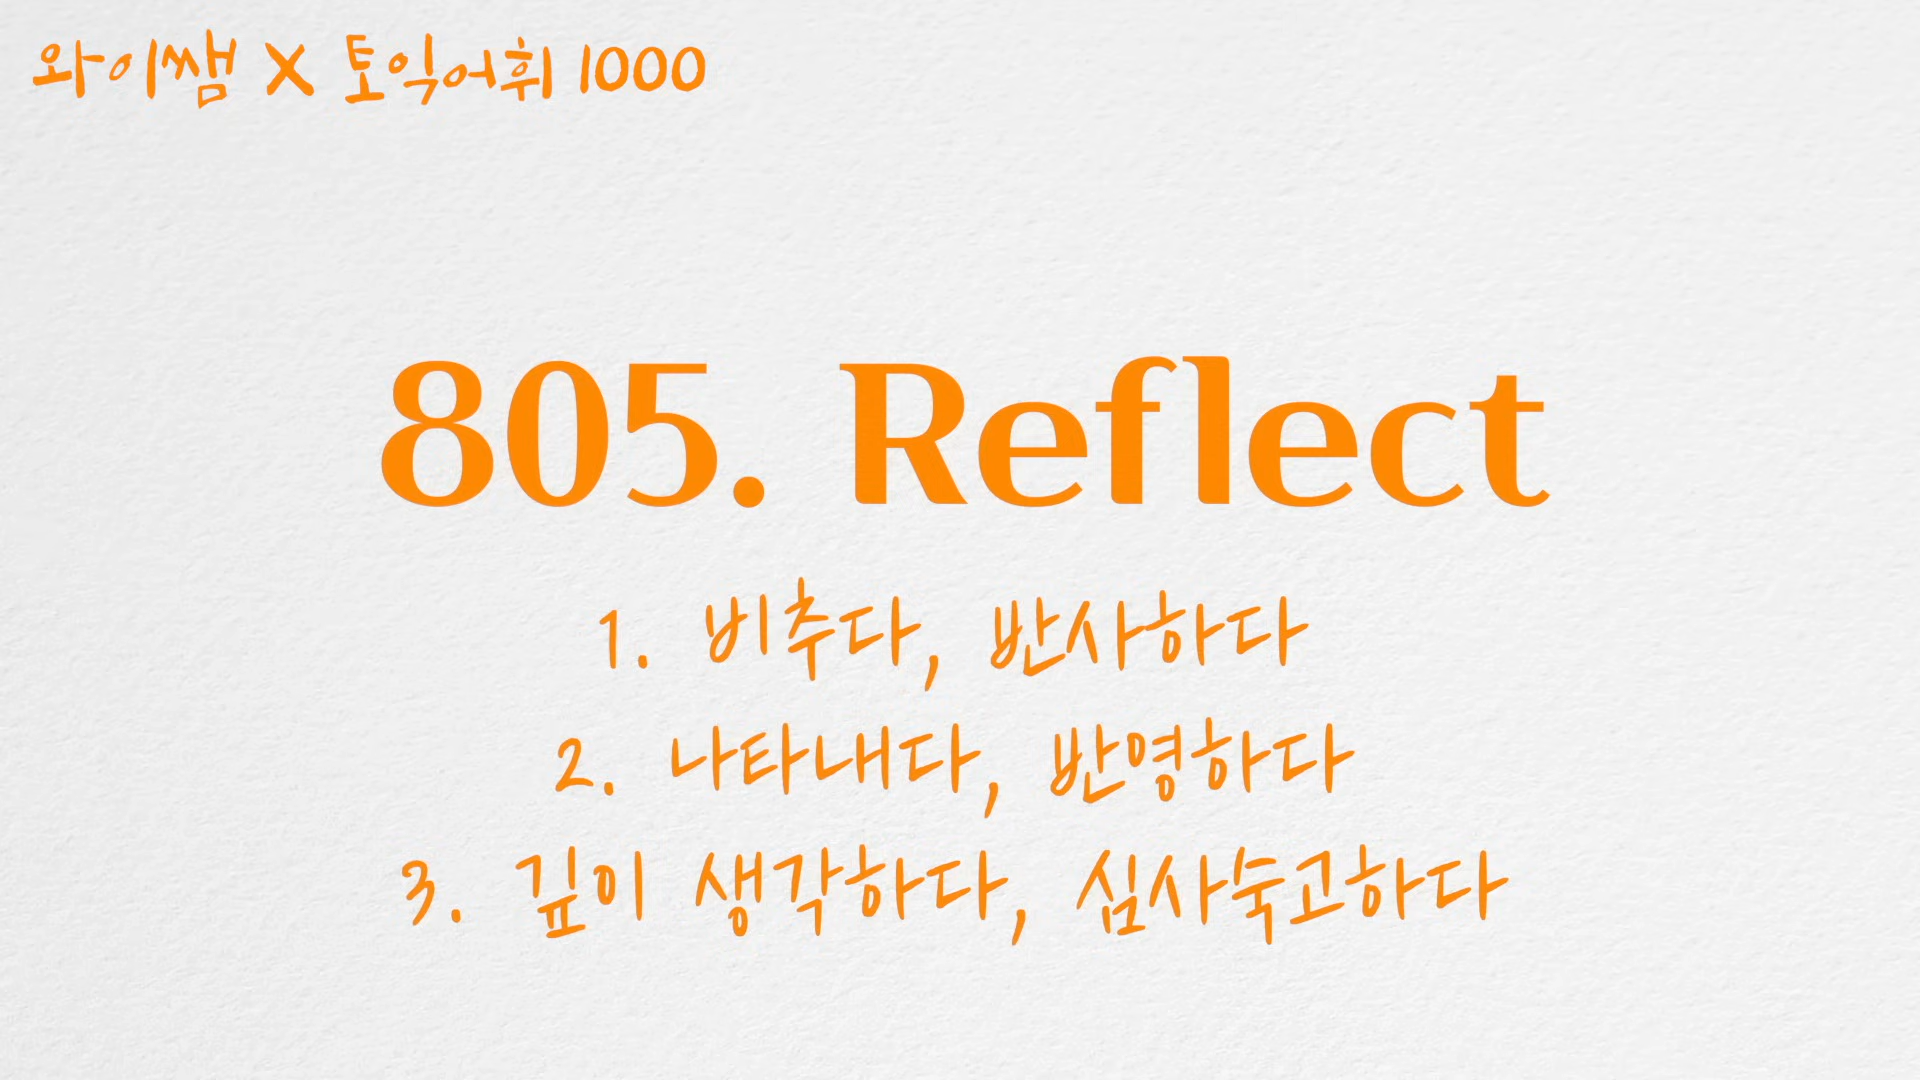 와이쌤 X 토익어휘 1000
805. Reflect
1. 비추다, 반사하다
2. 나타내다, 반영하다
3. 깊이 생각하다, 심사숙고하다